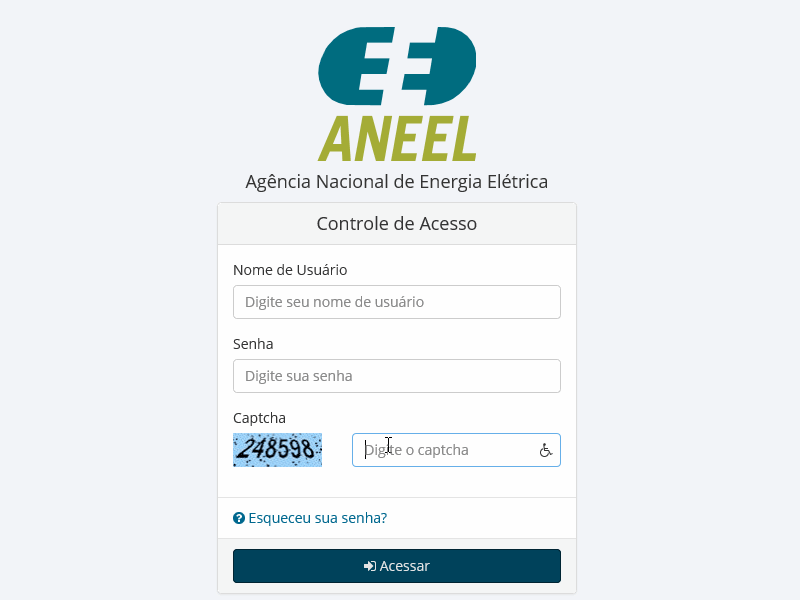 ANEEL
Agência Nacional de Energia Elétrica
Controle de Acesso
Nome de Usuário
Digite seu nome de usuário
Senha
Digite sua senha
Captcha
248598
Digite o captcha
Esqueceu sua senha?
Acessar